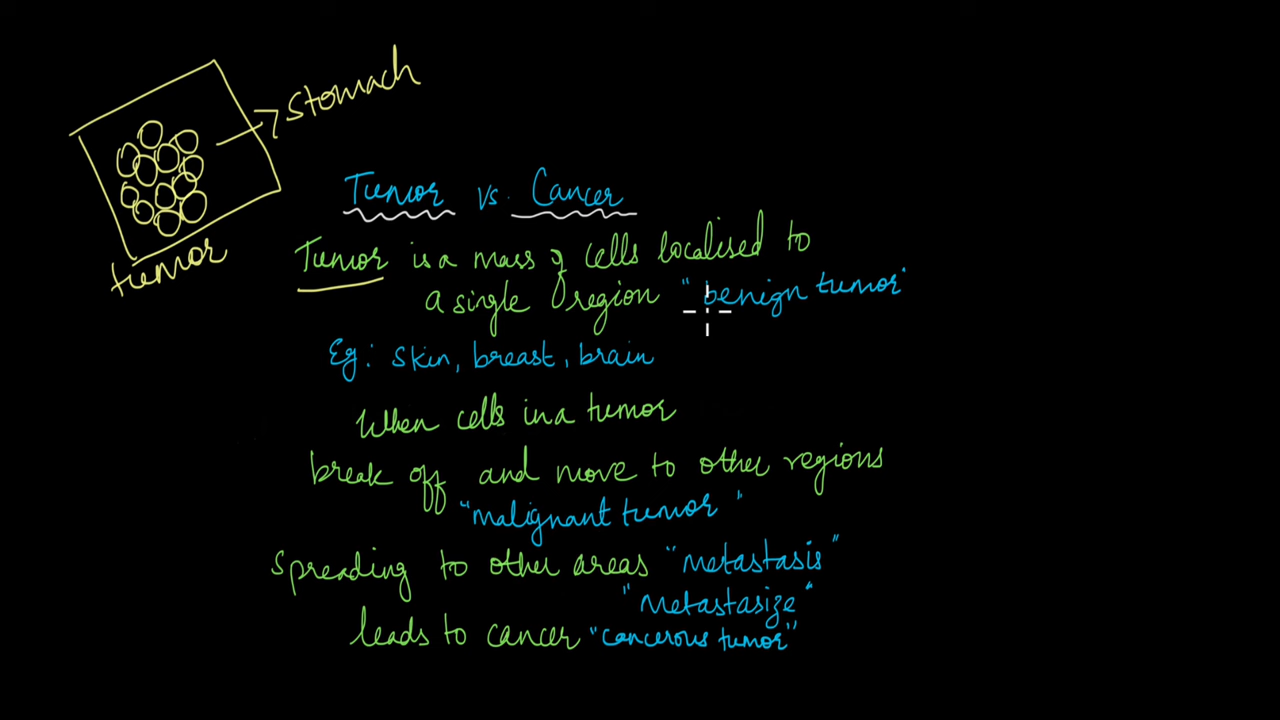 stomach
tumor
Tumor vs. Cancer
Tumor is a mass of cells localised to
a single region "benign tumor"
Eg: skin, breast, brain
When cells in a tumor
break off and move to other regions
"malignant tumor"
Spreading to other areas "metastasis"
"Metastasize"
leads to cancer "cancerous tumor"